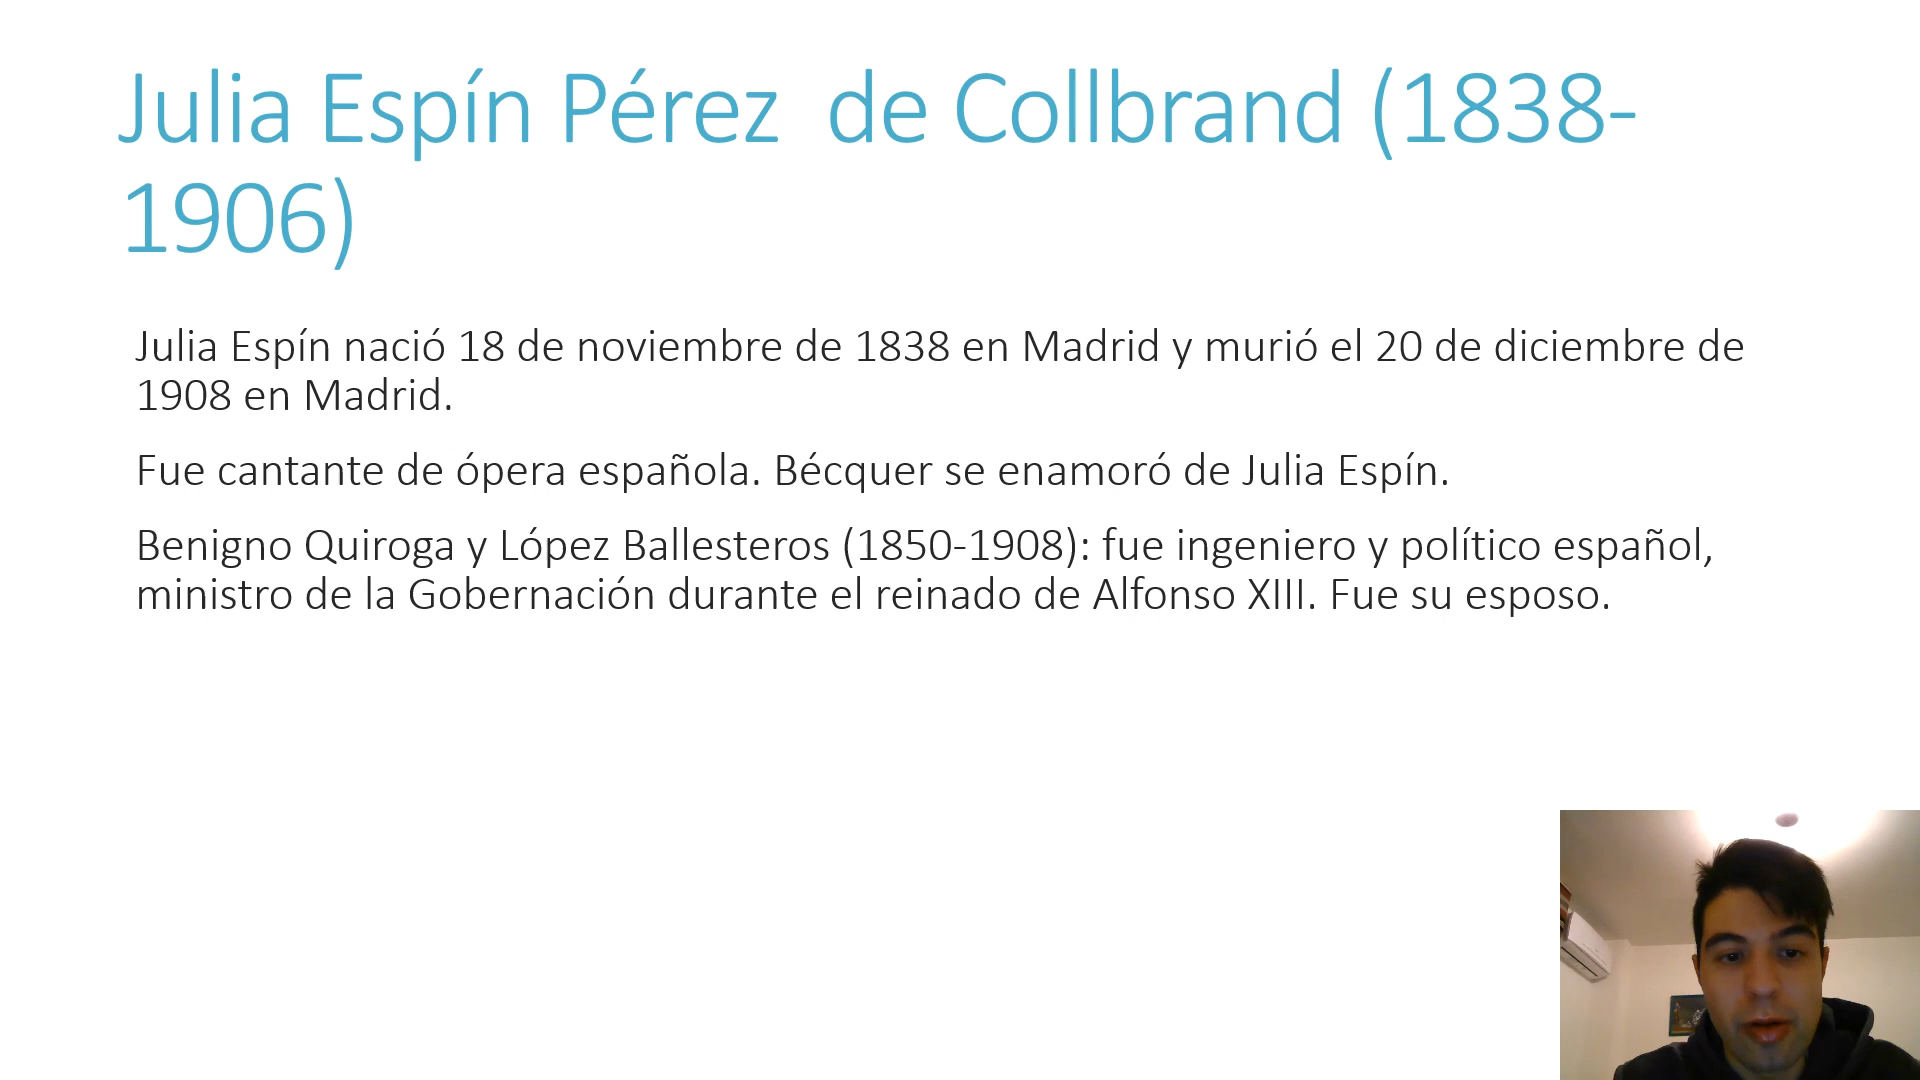 Julia Espín Pérez  de Collbrand (1838-
1906)
Julia Espín nació 18 de noviembre de 1838 en Madrid y murió el 20 de diciembre de
1908 en Madrid.
Fue cantante de ópera española. Bécquer se enamoró de Julia Espín.
Benigno Quiroga y López Ballesteros (1850-1908): fue ingeniero y político español,
ministro de la Gobernación durante el reinado de Alfonso XIII. Fue su esposo.